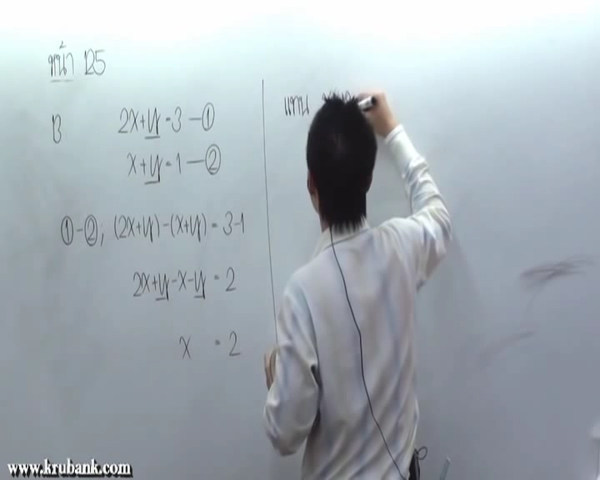 หน้า 125
13 2x+y=3-①
x+y=1-②
①-②; (2x+y)-(x+y)=3-1
2x+y-x-y=2
x =2
แทน
www.krubank.com